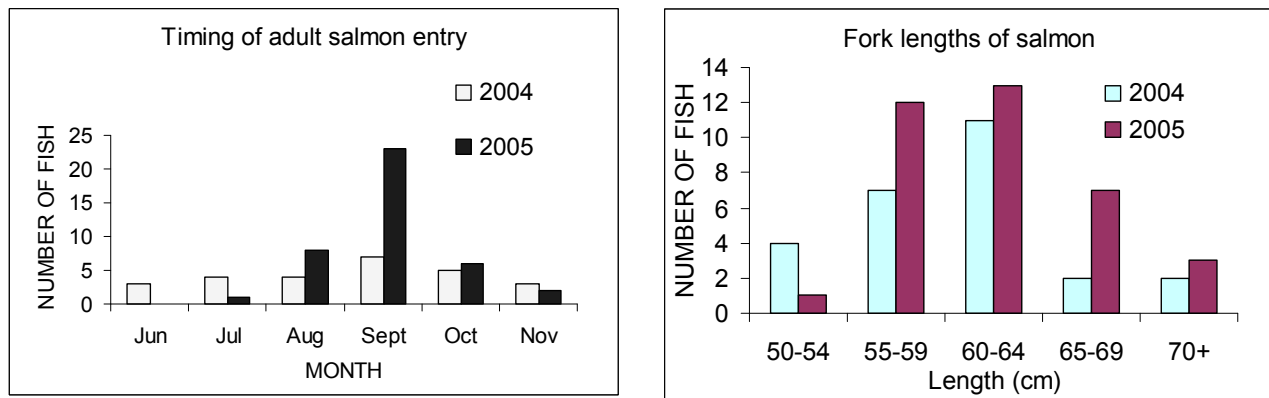 Timing of adult salmon entry
2004
2005
NUMBER OF FISH
25
20
15
10
5
0
Jun Jul Aug Sept Oct Nov
MONTH
Fork lengths of salmon
2004
2005
NUMBER OF FISH
14
12
10
8
6
4
2
0
50-54 55-59 60-64 65-69 70+
Length (cm)